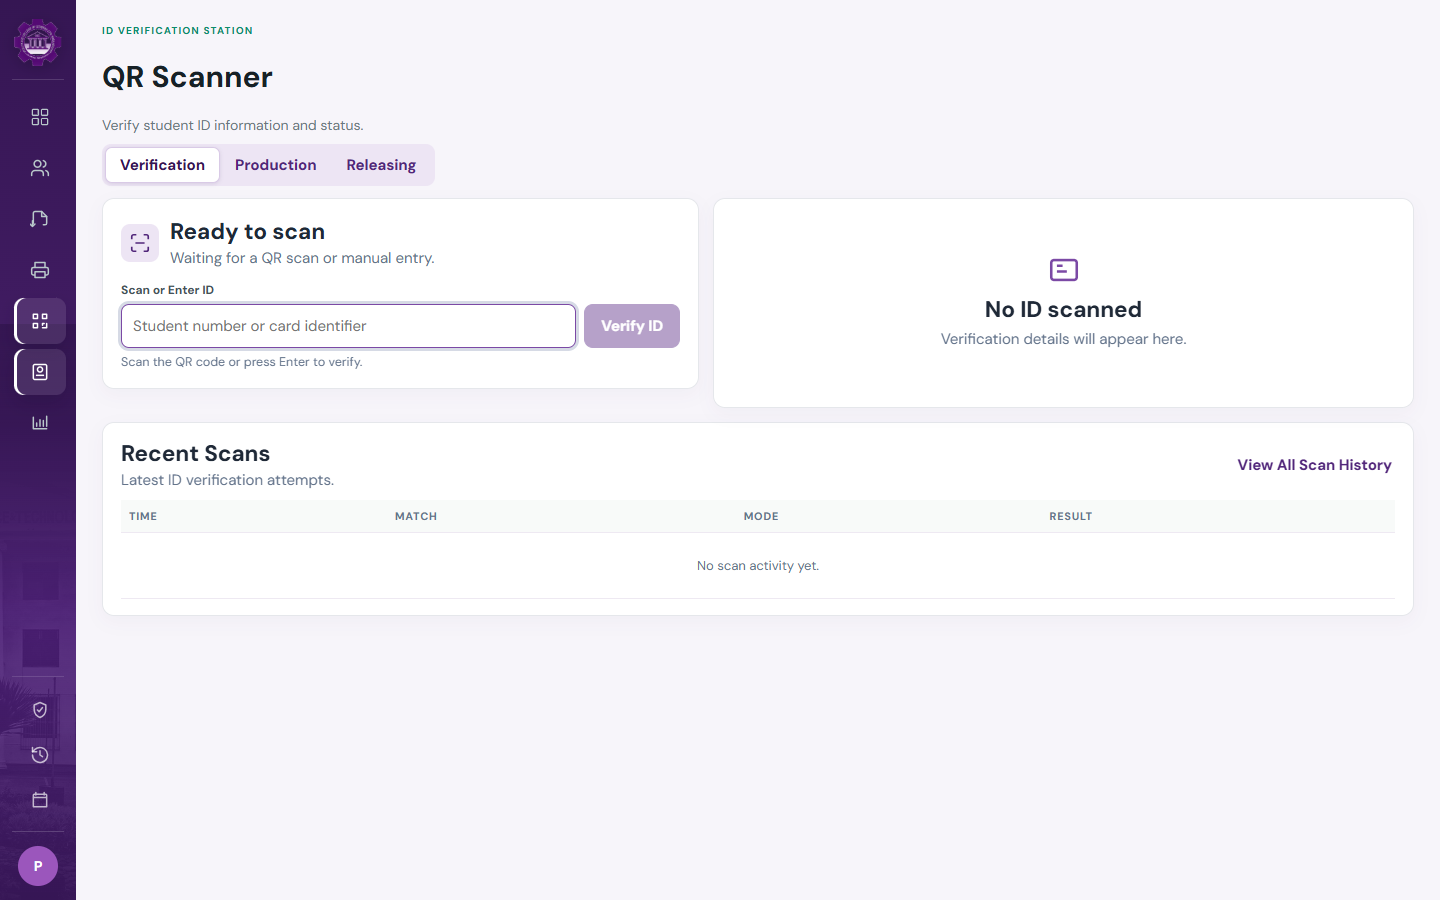 ID VERIFICATION STATION
QR Scanner
Verify student ID information and status.
Verification Production Releasing
Ready to scan
Waiting for a QR scan or manual entry.
Scan or Enter ID
Student number or card identifier
Verify ID
Scan the QR code or press Enter to verify.
No ID scanned
Verification details will appear here.
Recent Scans
Latest ID verification attempts.
View All Scan History
TIME MATCH MODE RESULT
No scan activity yet.
P